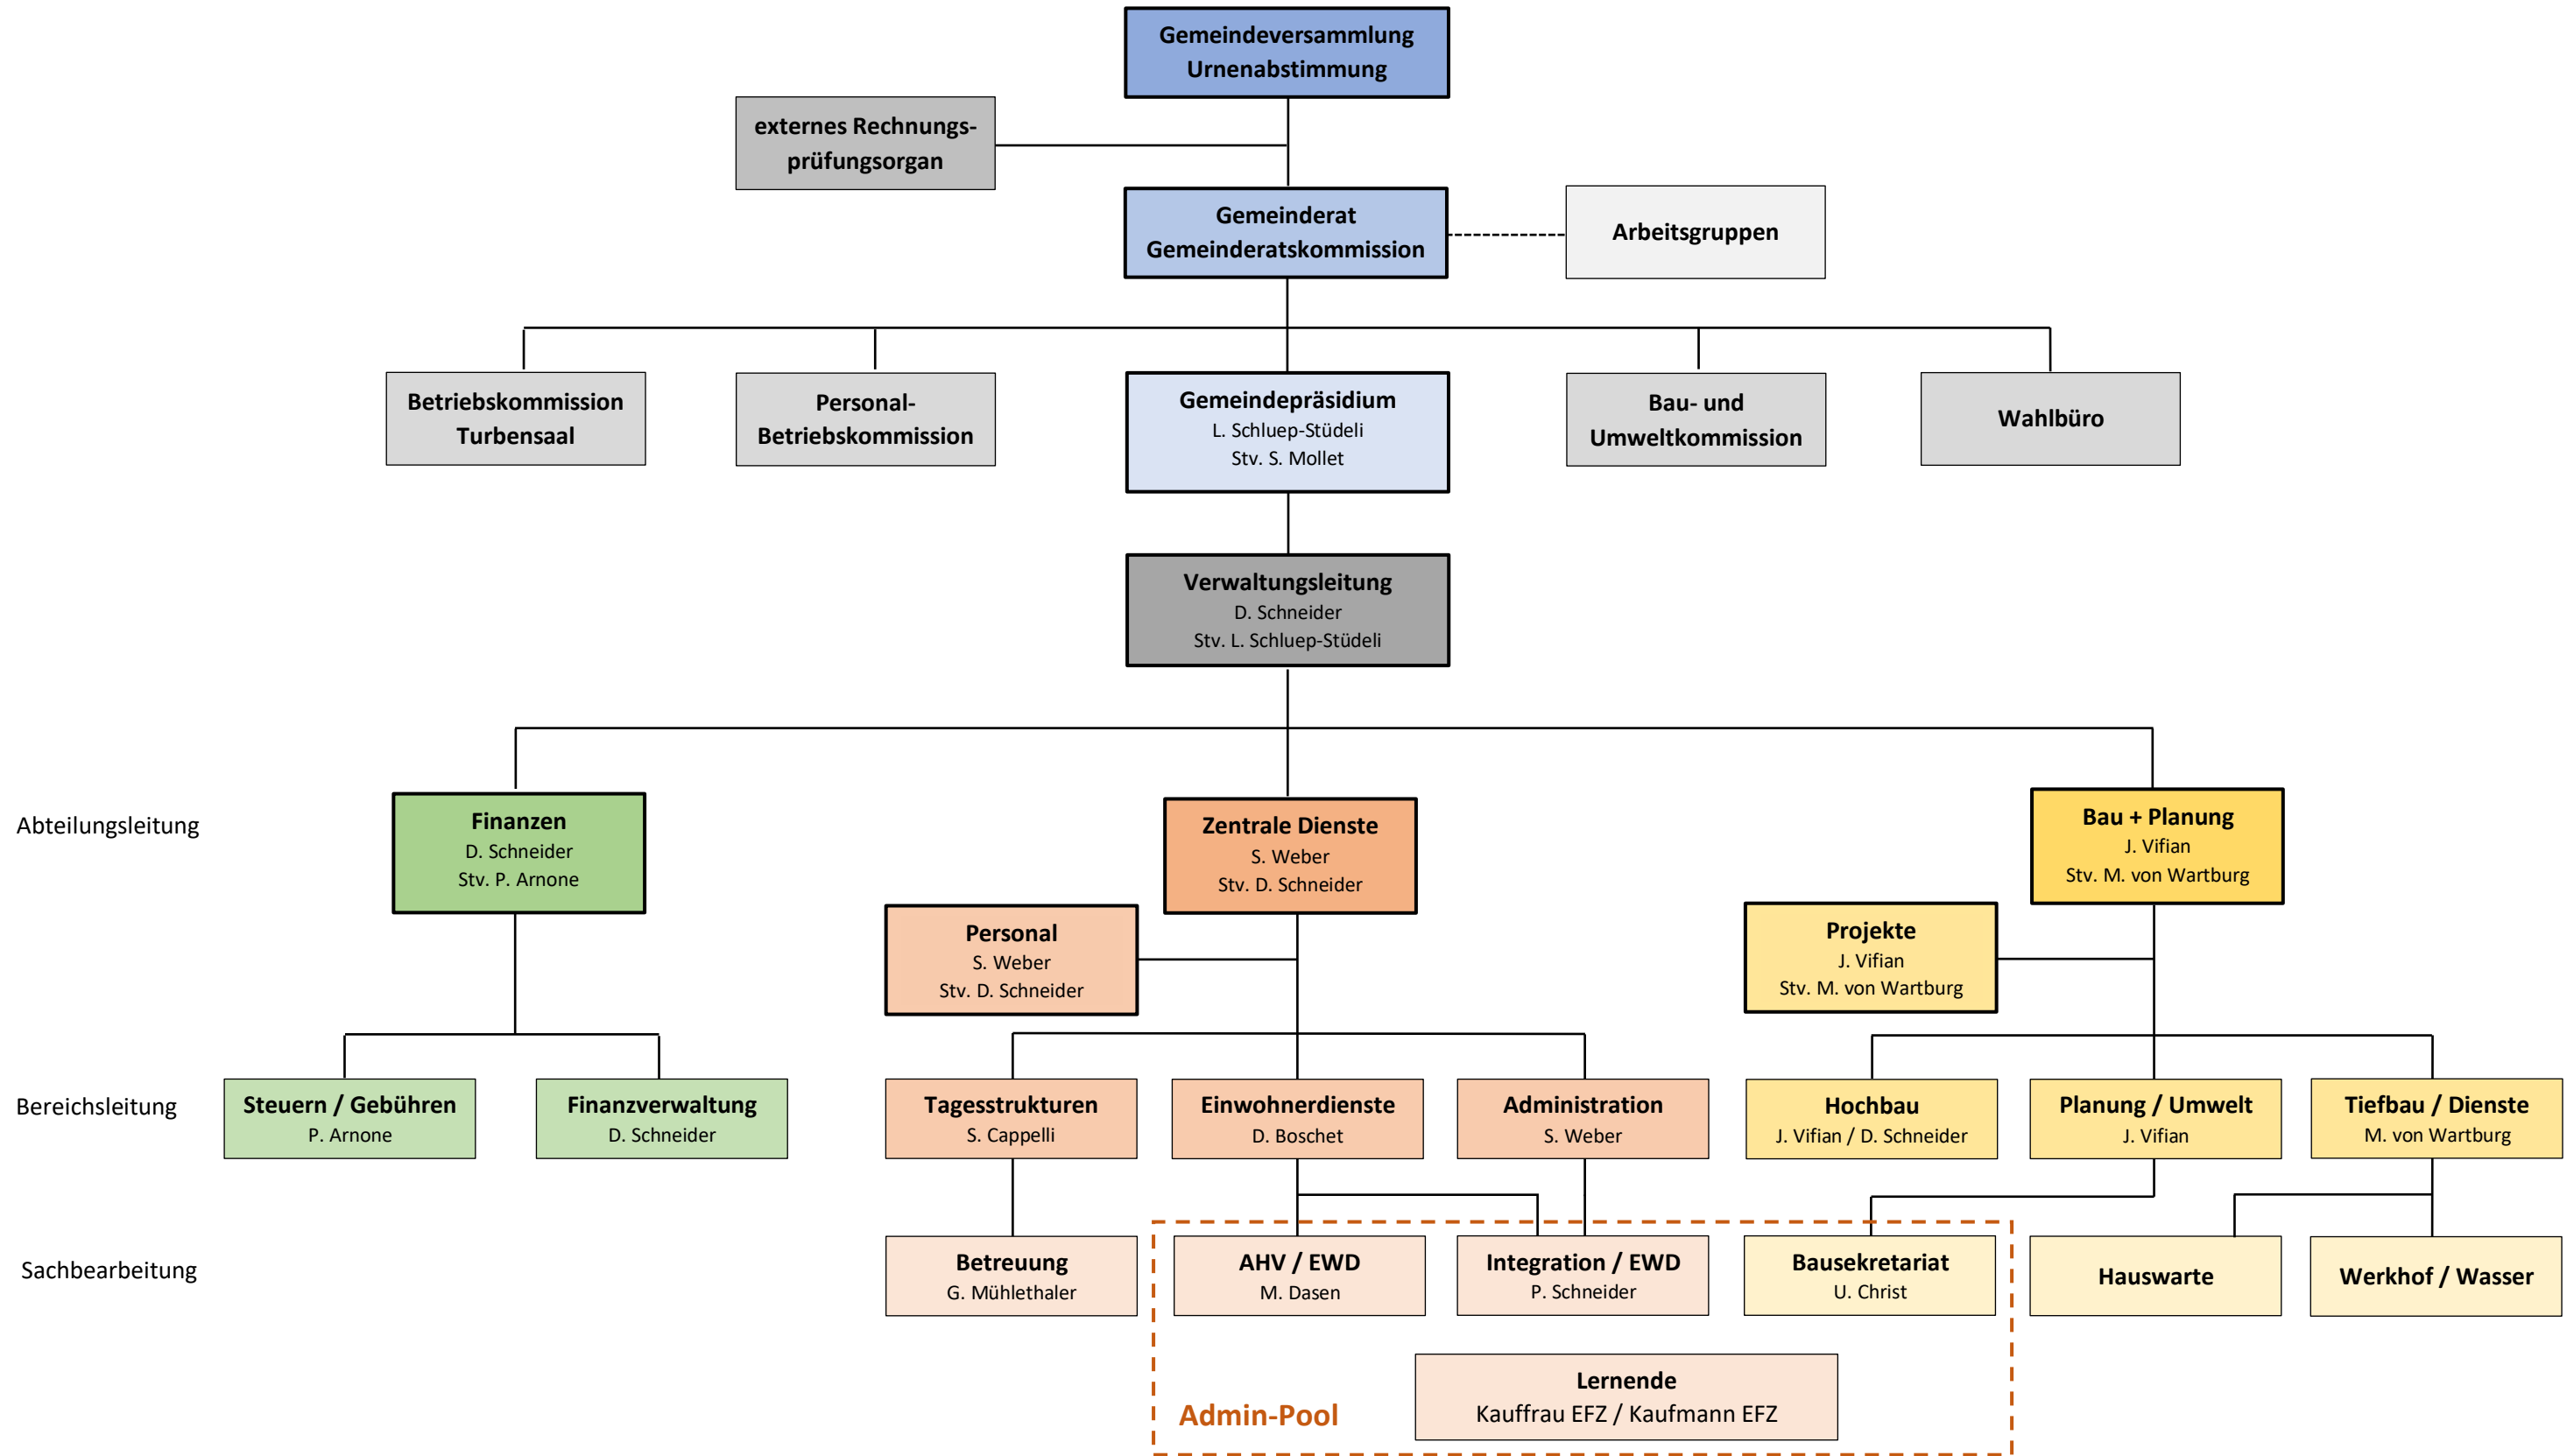 Gemeindeversammlung
Urnenabstimmung
externes Rechnungs-
prüfungsorgan
Gemeinderat
Gemeinderatskommission
Arbeitsgruppen
Betriebskommission
Turbensaal
Personal-
Betriebskommission
Gemeindepräsidium
L. Schluep-Stüdeli
Stv. S. Mollet
Bau- und
Umweltkommission
Wahlbüro
Verwaltungsleitung
D. Schneider
Stv. L. Schluep-Stüdeli
Abteilungsleitung
Finanzen
D. Schneider
Stv. P. Arnone
Zentrale Dienste
S. Weber
Stv. D. Schneider
Bau + Planung
J. Vifian
Stv. M. von Wartburg
Personal
S. Weber
Stv. D. Schneider
Projekte
J. Vifian
Stv. M. von Wartburg
Bereichsleitung
Steuern / Gebühren
P. Arnone
Finanzverwaltung
D. Schneider
Tagesstrukturen
S. Cappelli
Einwohnerdienste
D. Boschet
Administration
S. Weber
Hochbau
J. Vifian / D. Schneider
Planung / Umwelt
J. Vifian
Tiefbau / Dienste
M. von Wartburg
Sachbearbeitung
Betreuung
G. Mühlethaler
AHV / EWD
M. Dasen
Integration / EWD
P. Schneider
Bausekretariat
U. Christ
Hauswarte
Werkhof / Wasser
Admin-Pool
Lernende
Kauffrau EFZ / Kaufmann EFZ